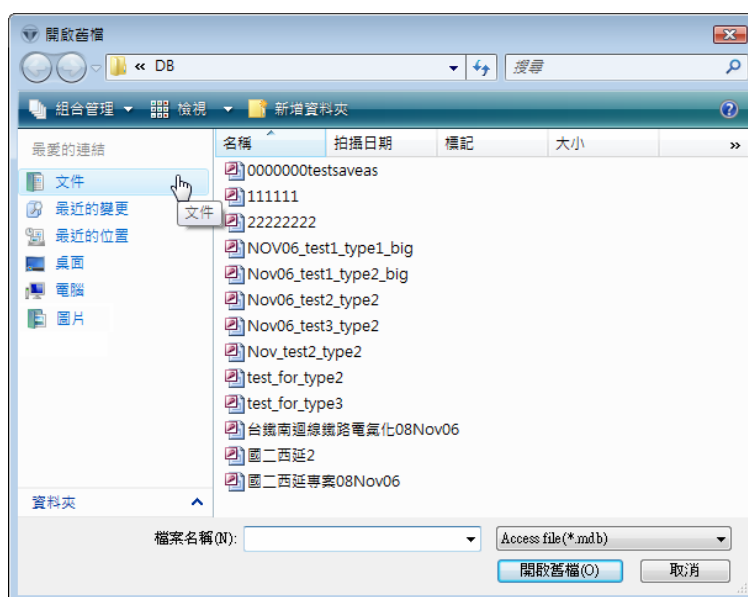 開啟舊檔
« DB
搜尋
組合管理 檢視 新增資料夾
最愛的連結
文件
最近的變更
最近的位置
桌面
電腦
圖片
資料夾
文件
名稱 拍攝日期 標記 大小 »
0000000testsaveas
111111
22222222
NOV06_test1_type1_big
Nov06_test1_type2_big
Nov06_test2_type2
Nov06_test3_type2
Nov_test2_type2
test_for_type2
test_for_type3
台鐵南迴線鐵路電氣化08Nov06
國二西延2
國二西延專案08Nov06
檔案名稱(N): Access file(*.mdb)
開啟舊檔(O) 取消